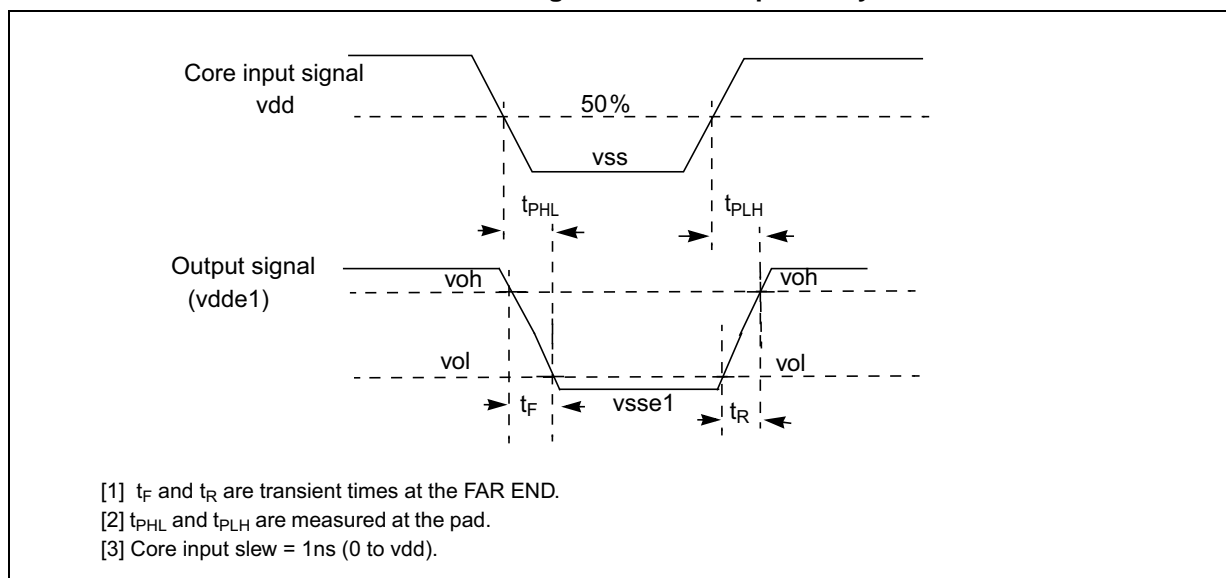 Core input signal
vdd
50%
vss
tPHL
tPLH
Output signal
(vdde1)
voh
voh
vol
vol
tF
vsse1
tR
[1] tF and tR are transient times at the FAR END.
[2] tPHL and tPLH are measured at the pad.
[3] Core input slew = 1ns (0 to vdd).